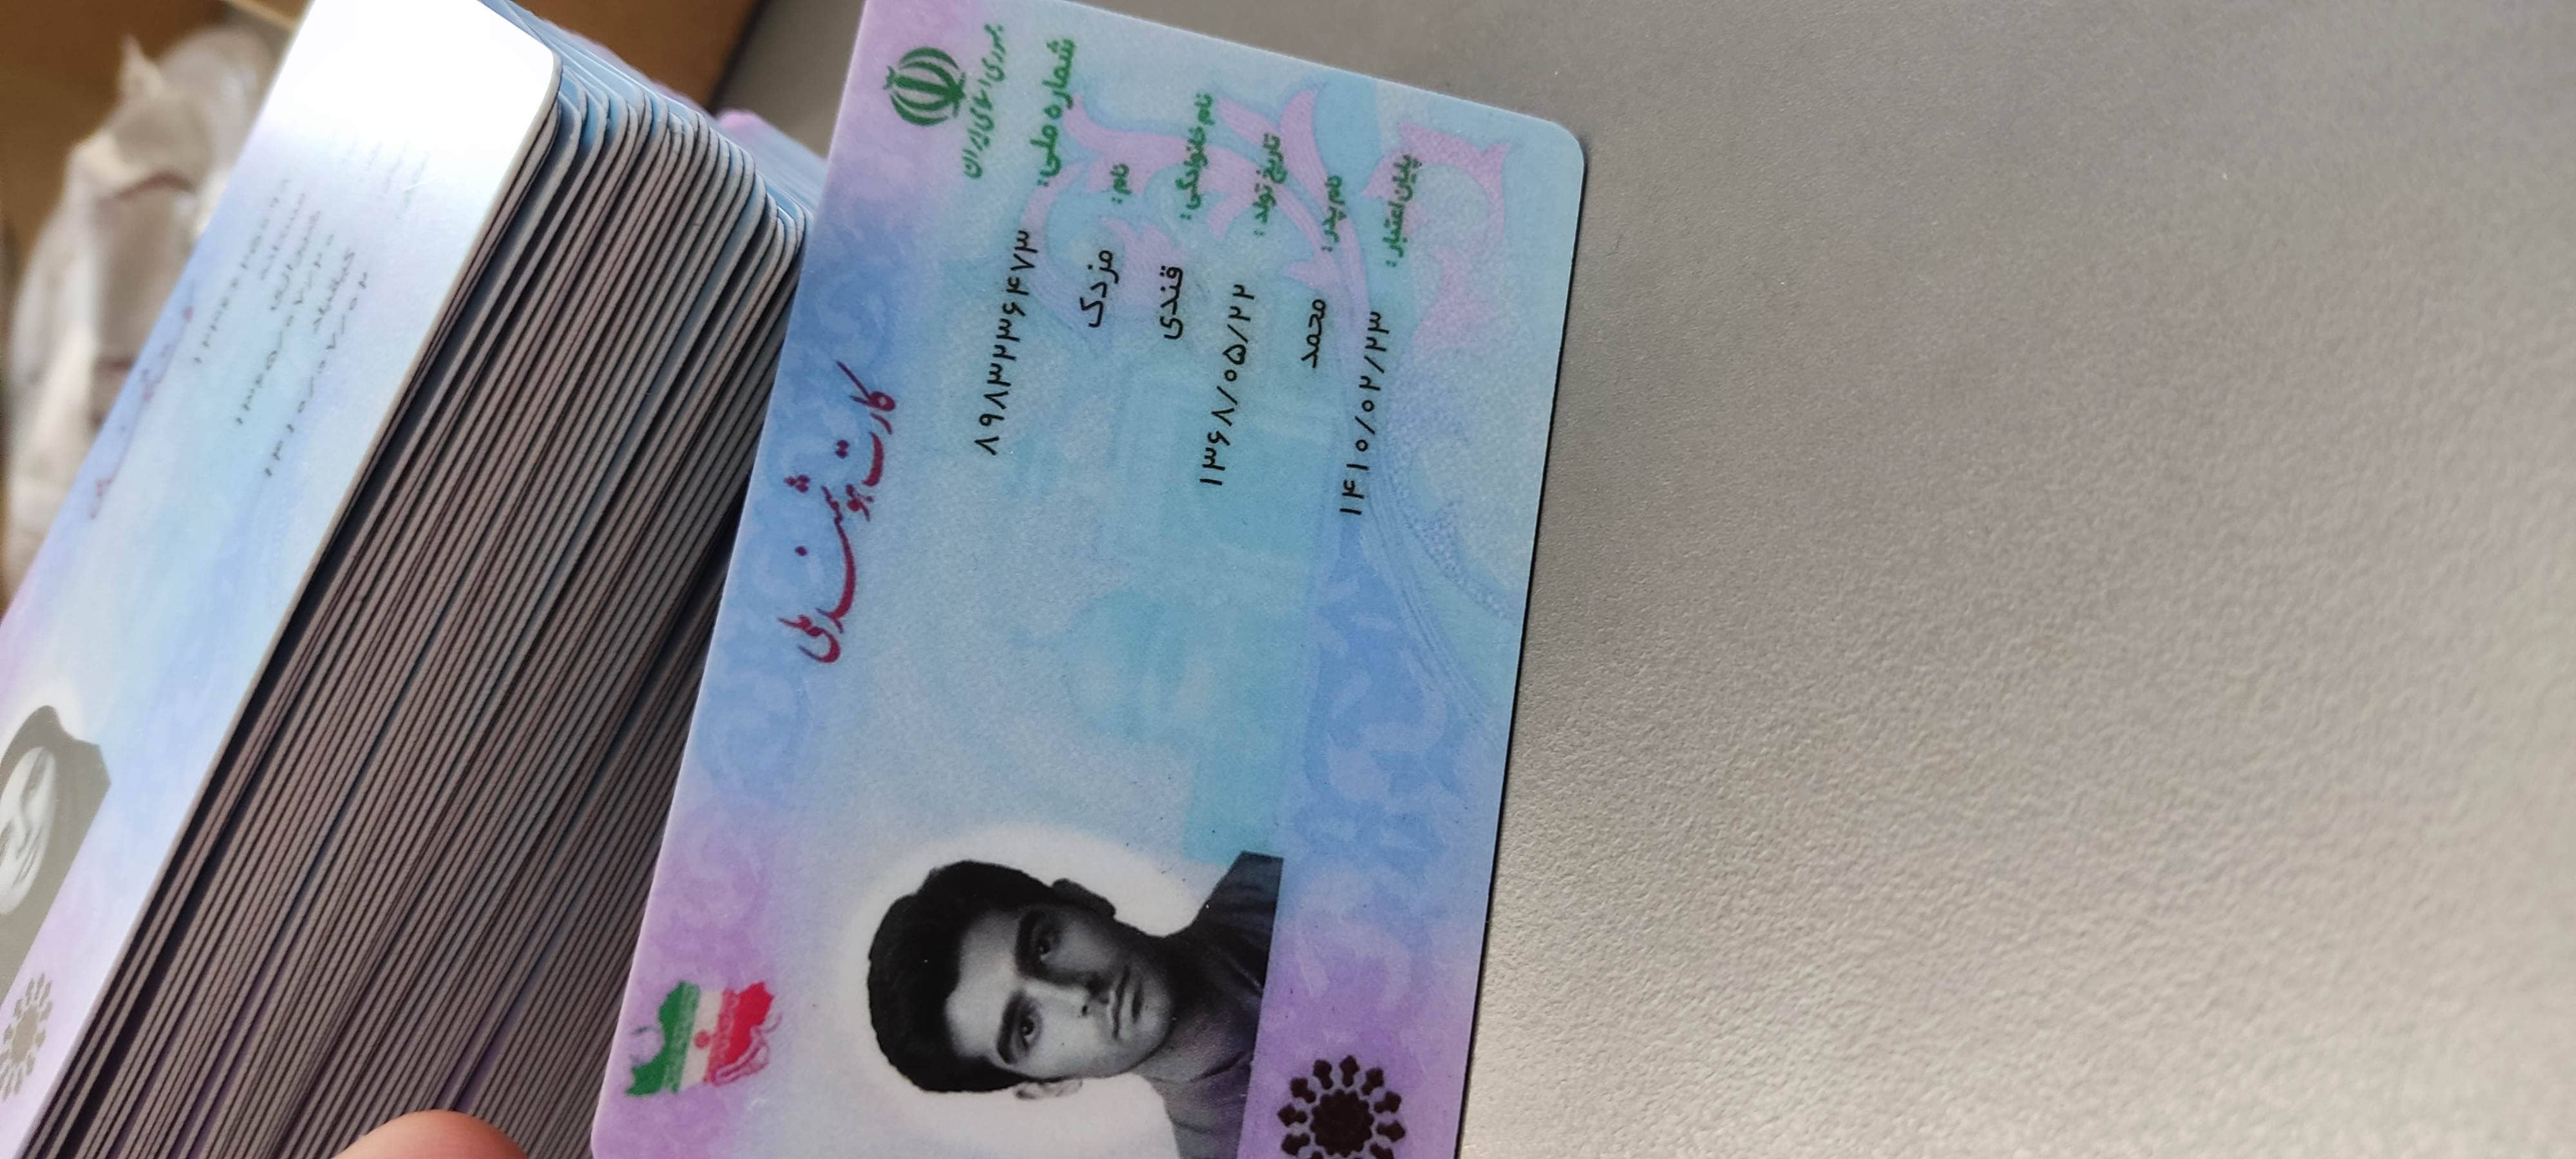 جمهوری اسلامی ایران
کارت هوشمند ملی
شماره ملی: ۸۹۸۳۲۳۶۴۷۳
نام: مزدک
نام خانوادگی: قندی
تاریخ تولد: ۱۳۶۸/۰۵/۲۲
نام پدر: محمد
پایان اعتبار: ۱۴۱۰/۰۲/۲۳